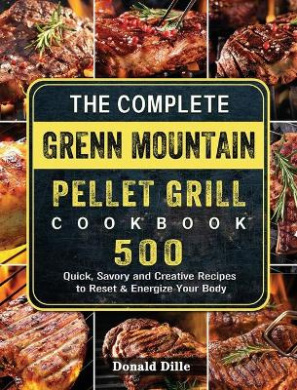 THE COMPLETE
GRENN MOUNTAIN
PELLET GRILL
COOKBOOK
500
Quick, Savory and Creative Recipes
to Reset & Energize Your Body
Donald Dille